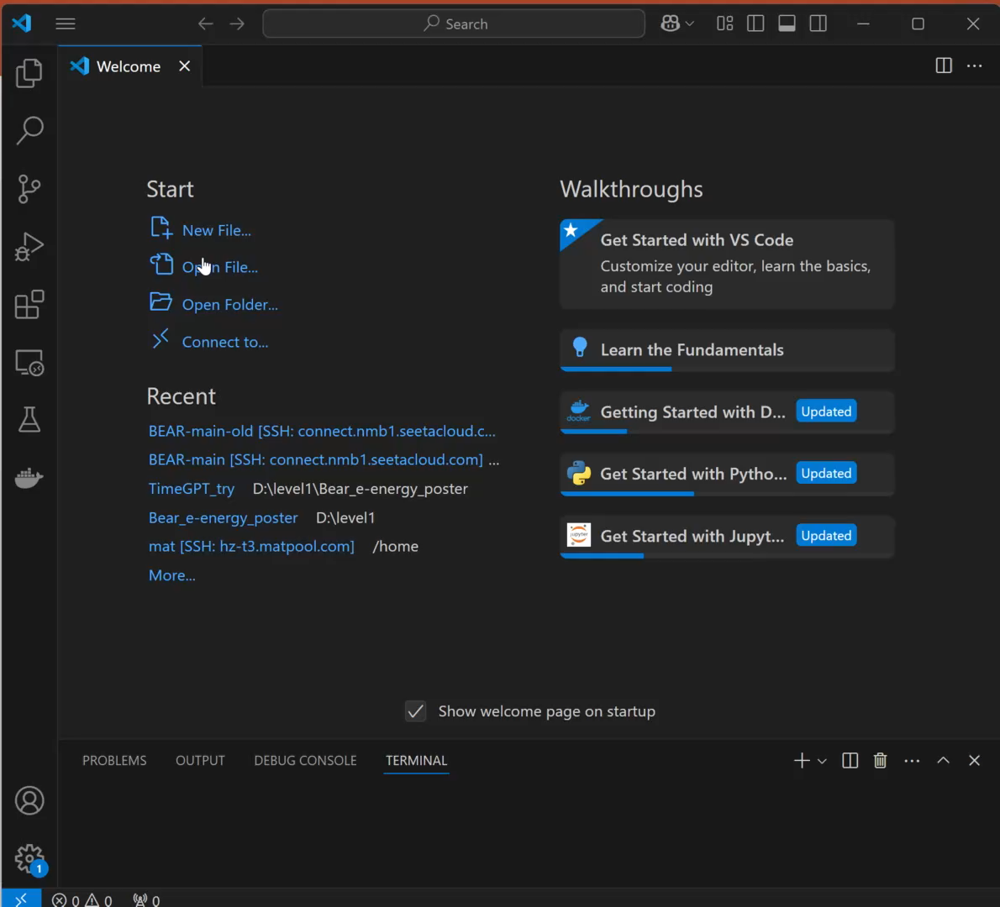 Search
Welcome
Start
New File...
Open File...
Open Folder...
Connect to...
Recent
BEAR-main-old [SSH: connect.nmb1.seetacloud.c...
BEAR-main [SSH: connect.nmb1.seetacloud.com] ...
TimeGPT_try D:\level1\Bear_e-energy_poster
Bear_e-energy_poster D:\level1
mat [SSH: hz-t3.matpool.com] /home
More...
Walkthroughs
Get Started with VS Code
Customize your editor, learn the basics,
and start coding
Learn the Fundamentals
docker
Getting Started with D... Updated
Get Started with Pytho... Updated
jupyter
Get Started with Jupyt... Updated
Show welcome page on startup
PROBLEMS OUTPUT DEBUG CONSOLE TERMINAL
1
0 0 0